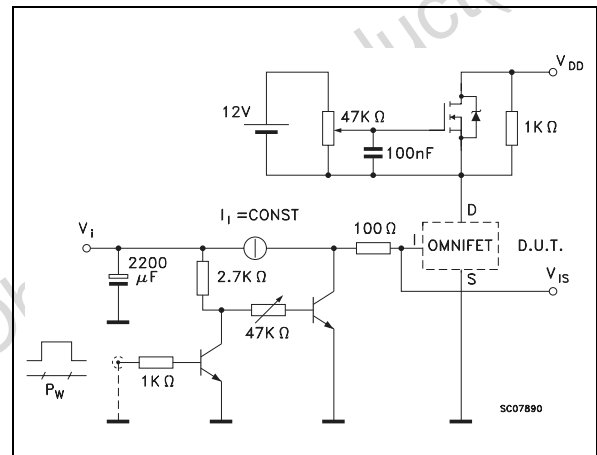 V DD
12V
47K Ω
1K Ω
100nF
D
I I =CONST
V i
100 Ω
I
OMNIFET
D.U.T.
2200
μF
2.7K Ω
S
V IS
47K Ω
1K Ω
P W
SC07890